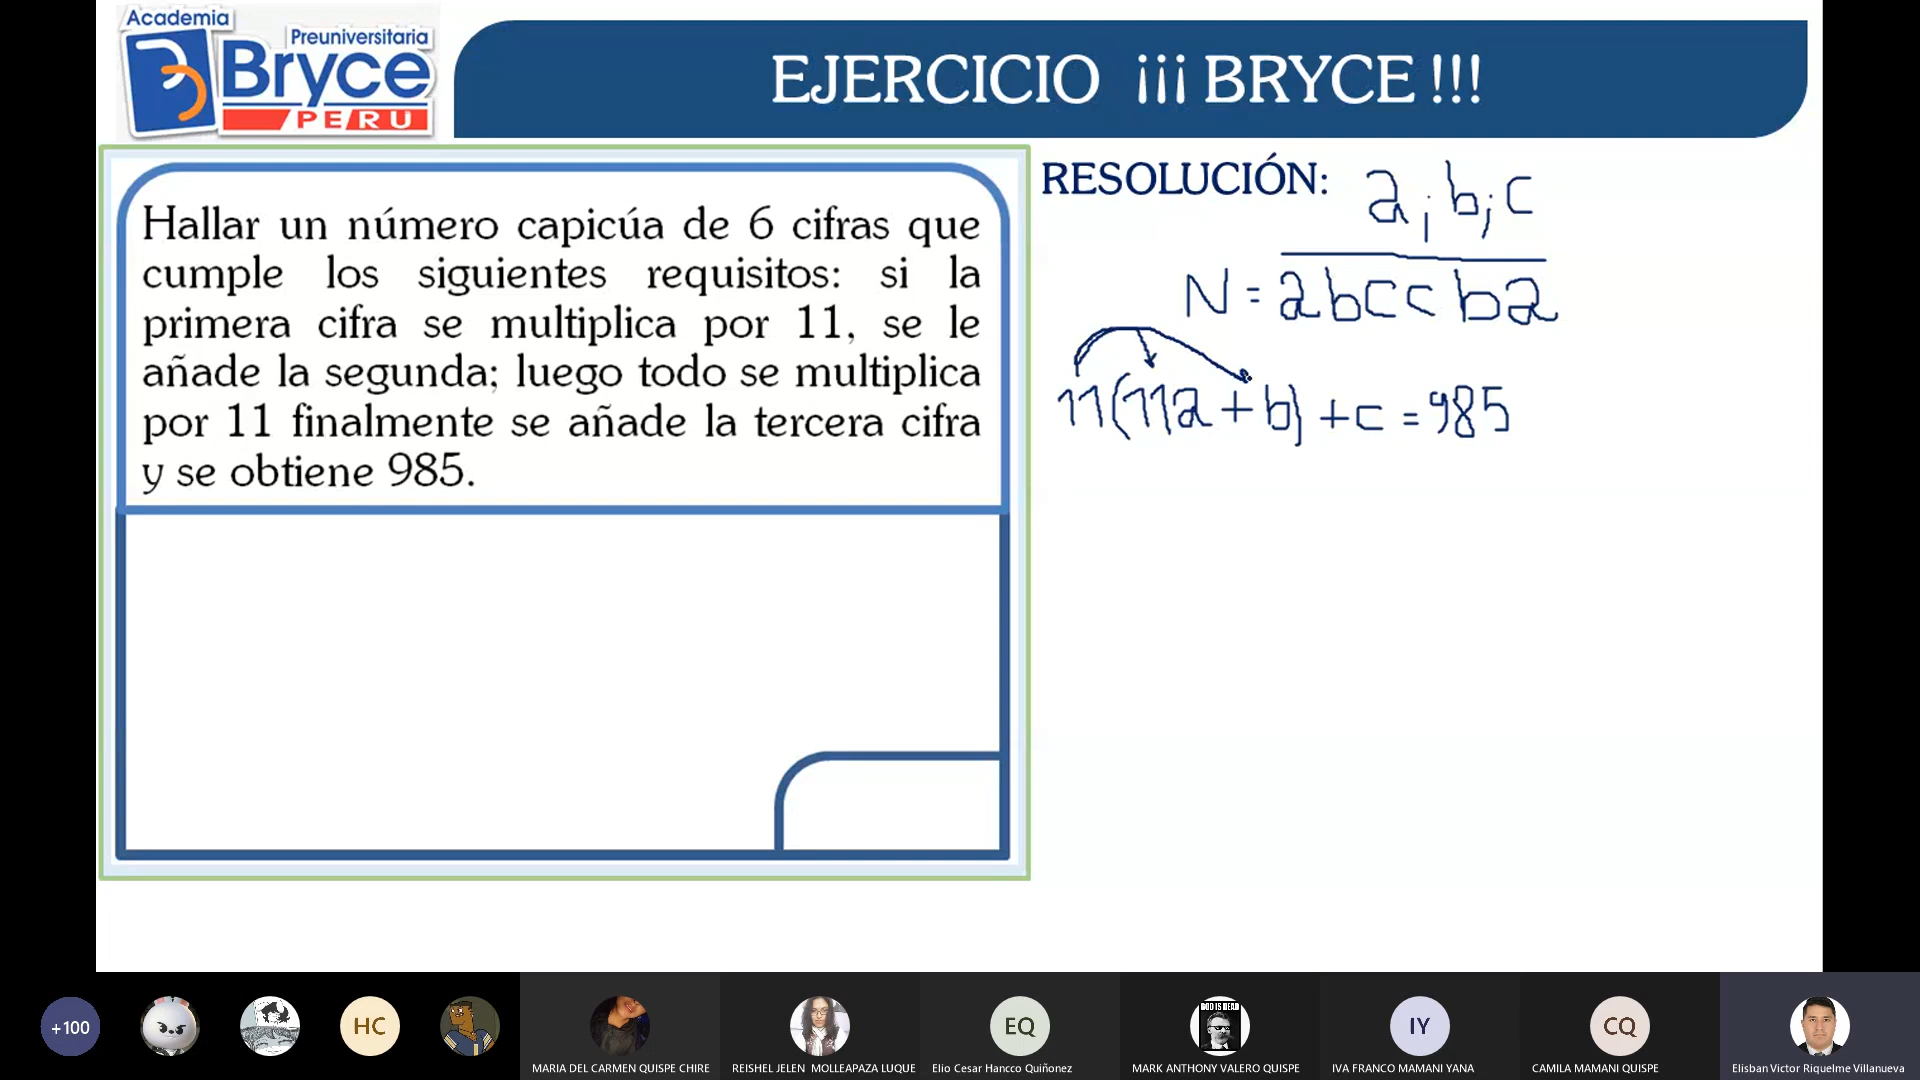 Academia
Preuniversitaria
Bryce
PERU
EJERCICIO ¡¡¡ BRYCE !!!
Hallar un número capicúa de 6 cifras que
cumple los siguientes requisitos: si la
primera cifra se multiplica por 11, se le
añade la segunda; luego todo se multiplica
por 11 finalmente se añade la tercera cifra
y se obtiene 985.
RESOLUCIÓN: a; b; c
N = abccba
11(11a + b) + c = 985
+100
HC
EQ
GOD IS DEAD
IY
CQ
MARIA DEL CARMEN QUISPE CHIRE
REISHEL JELEN MOLLEAPAZA LUQUE
Elio Cesar Hancco Quiñonez
MARK ANTHONY VALERO QUISPE
IVA FRANCO MAMANI YANA
CAMILA MAMANI QUISPE
Elisban Victor Riquelme Villanueva